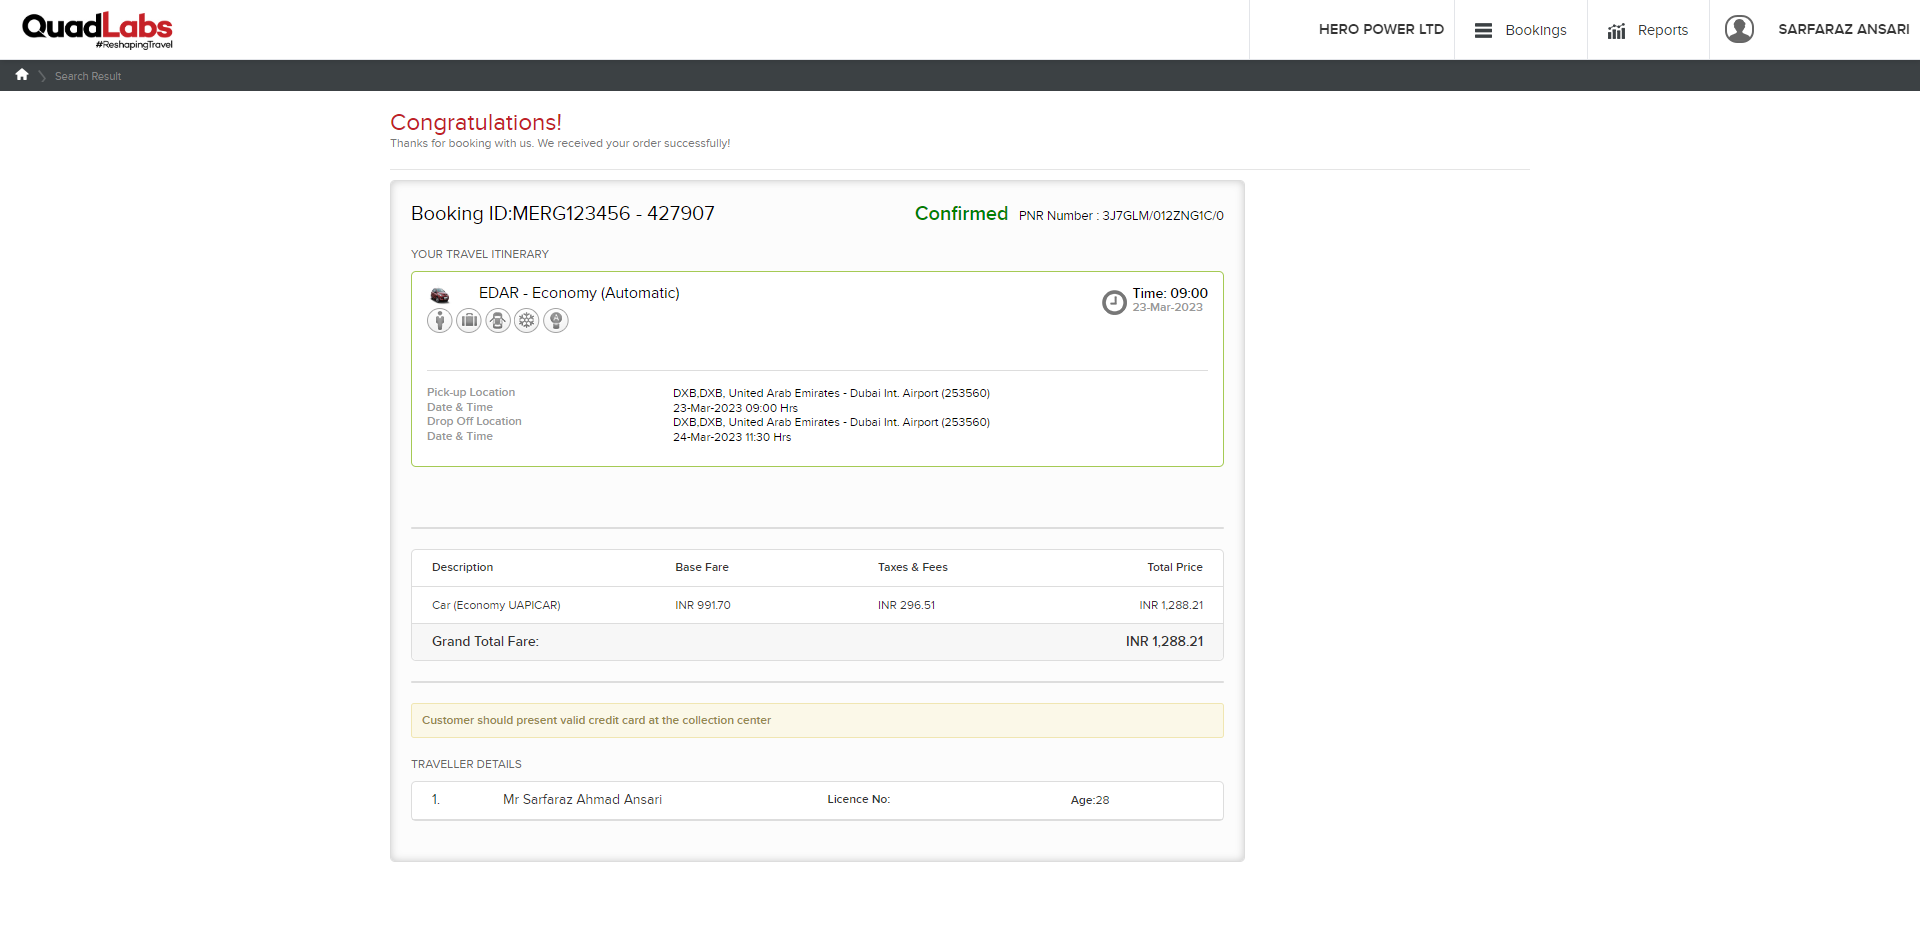 QuadLabs
#ReshapingTravel
HERO POWER LTD
Bookings
Reports
SARFARAZ ANSARI
Search Result
Congratulations!
Thanks for booking with us. We received your order successfully!
Booking ID:MERG123456 - 427907
Confirmed PNR Number : 3J7GLM/012ZNG1C/0
YOUR TRAVEL ITINERARY
EDAR - Economy (Automatic)
Time: 09:00
23-Mar-2023
A
Pick-up Location DXB,DXB, United Arab Emirates - Dubai Int. Airport (253560)
Date & Time 23-Mar-2023 09:00 Hrs
Drop Off Location DXB,DXB, United Arab Emirates - Dubai Int. Airport (253560)
Date & Time 24-Mar-2023 11:30 Hrs
Description Base Fare Taxes & Fees Total Price
Car (Economy UAPICAR) INR 991.70 INR 296.51 INR 1,288.21
Grand Total Fare: INR 1,288.21
Customer should present valid credit card at the collection center
TRAVELLER DETAILS
1. Mr Sarfaraz Ahmad Ansari Licence No: Age:28